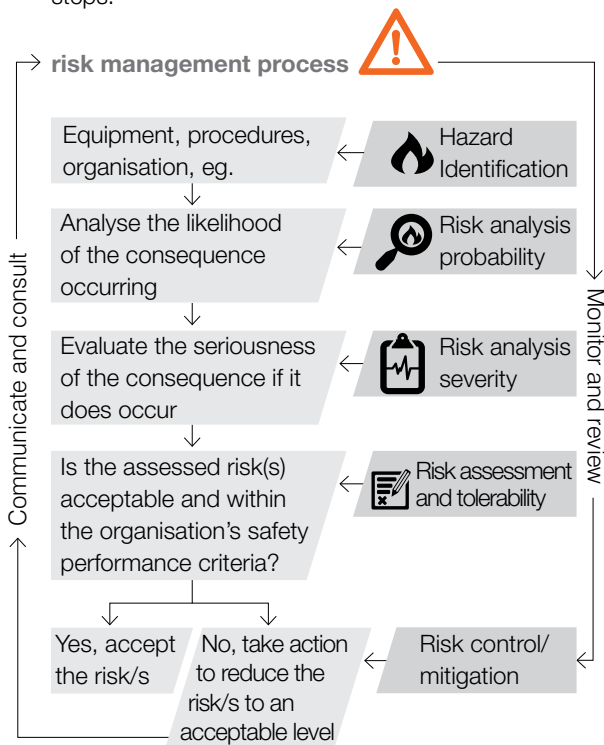 steps.
risk management process
Equipment, procedures,
organisation, eg.
Hazard
Identification
Analyse the likelihood
of the consequence
occurring
Risk analysis
probability
Evaluate the seriousness
of the consequence if it
does occur
Risk analysis
severity
Is the assessed risk(s)
acceptable and within
the organisation’s safety
performance criteria?
Risk assessment
and tolerability
Yes, accept
the risk/s
No, take action
to reduce the
risk/s to an
acceptable level
Risk control/
mitigation
Communicate and consult
Monitor and review